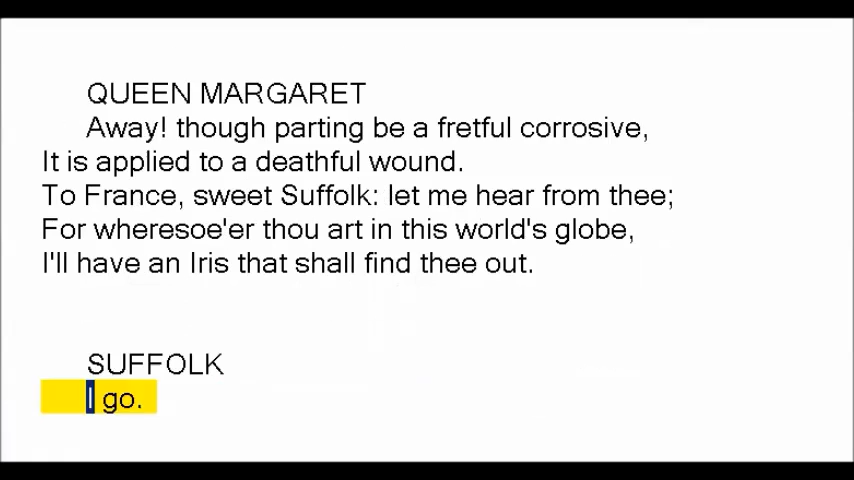 QUEEN MARGARET
Away! though parting be a fretful corrosive,
It is applied to a deathful wound.
To France, sweet Suffolk: let me hear from thee;
For wheresoe'er thou art in this world's globe,
I'll have an Iris that shall find thee out.
SUFFOLK
I go.